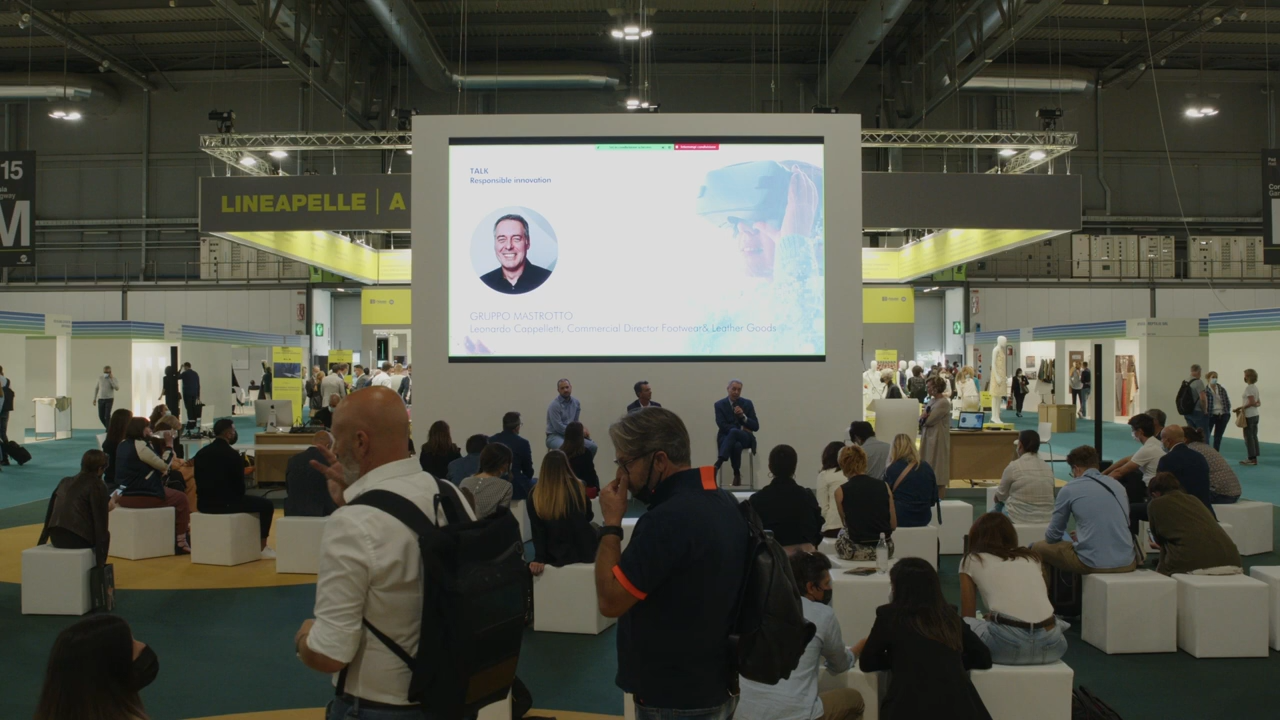 15
M
LINEAPELLE | A
TALK
Responsible innovation
GRUPPO MASTROTTO
Leonardo Cappelletti, Commercial Director Footwear& Leather Goods